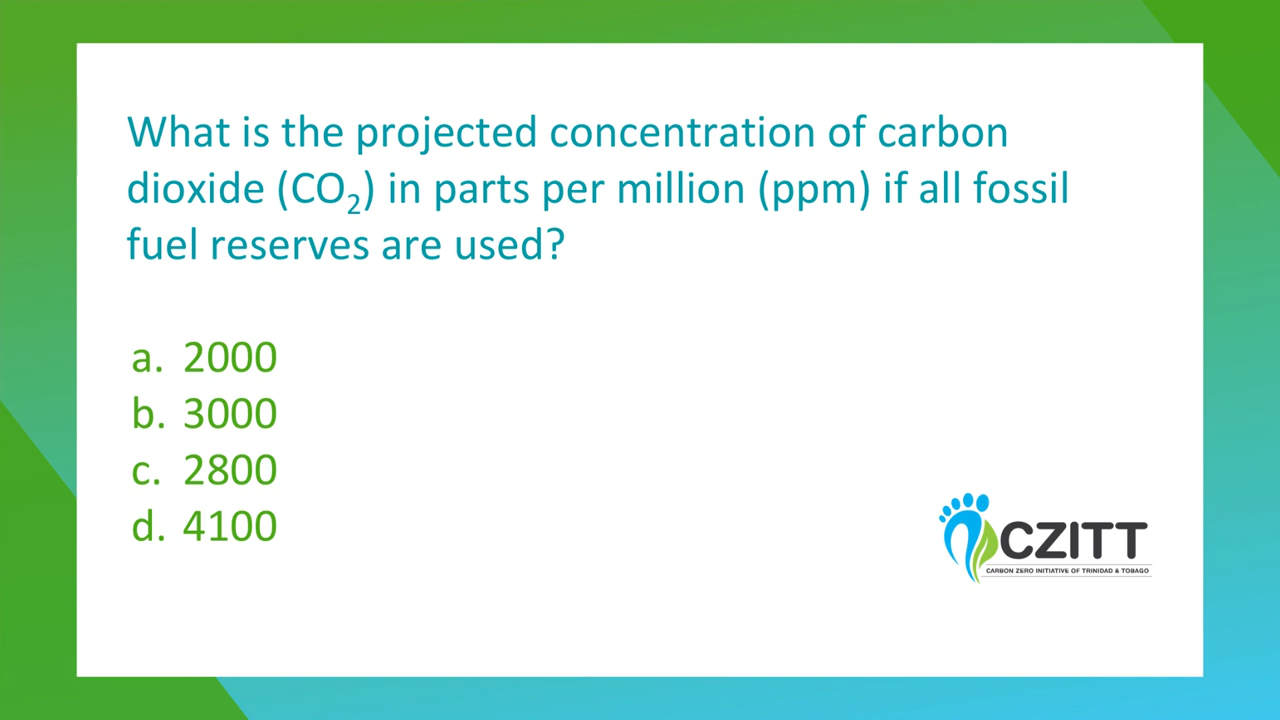 What is the projected concentration of carbon
dioxide (CO₂) in parts per million (ppm) if all fossil
fuel reserves are used?
a. 2000
b. 3000
c. 2800
d. 4100
CZITT
CARBON ZERO INITIATIVE OF TRINIDAD & TOBAGO